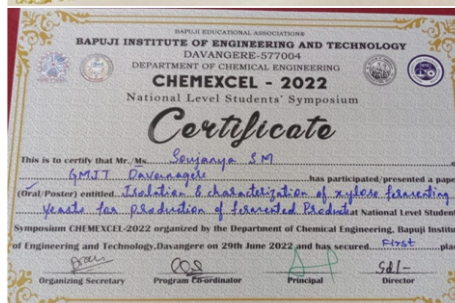 BAPUJI EDUCATIONAL ASSOCIATION®
BAPUJI INSTITUTE OF ENGINEERING AND TECHNOLOGY
DAVANGERE-577004
DEPARTMENT OF CHEMICAL ENGINEERING
CHEMEXCEL - 2022
National Level Students' Symposium
Certificate
This is to certify that Mr./Ms. Soujanya S.M
GMIT Davanagere has participated/presented a pape
(Oral/Poster) entitled Isolation & characterization of xylose fermenting
Yeasts for production of fermented Product at National Level Student
Symposium CHEMEXCEL-2022 organized by the Department of Chemical Engineering, Bapuji Institu
of Engineering and Technology,Davangere on 29th June 2022 and has secured First plac
Sd/-
Organizing Secretary Program Co-ordinator Principal Director